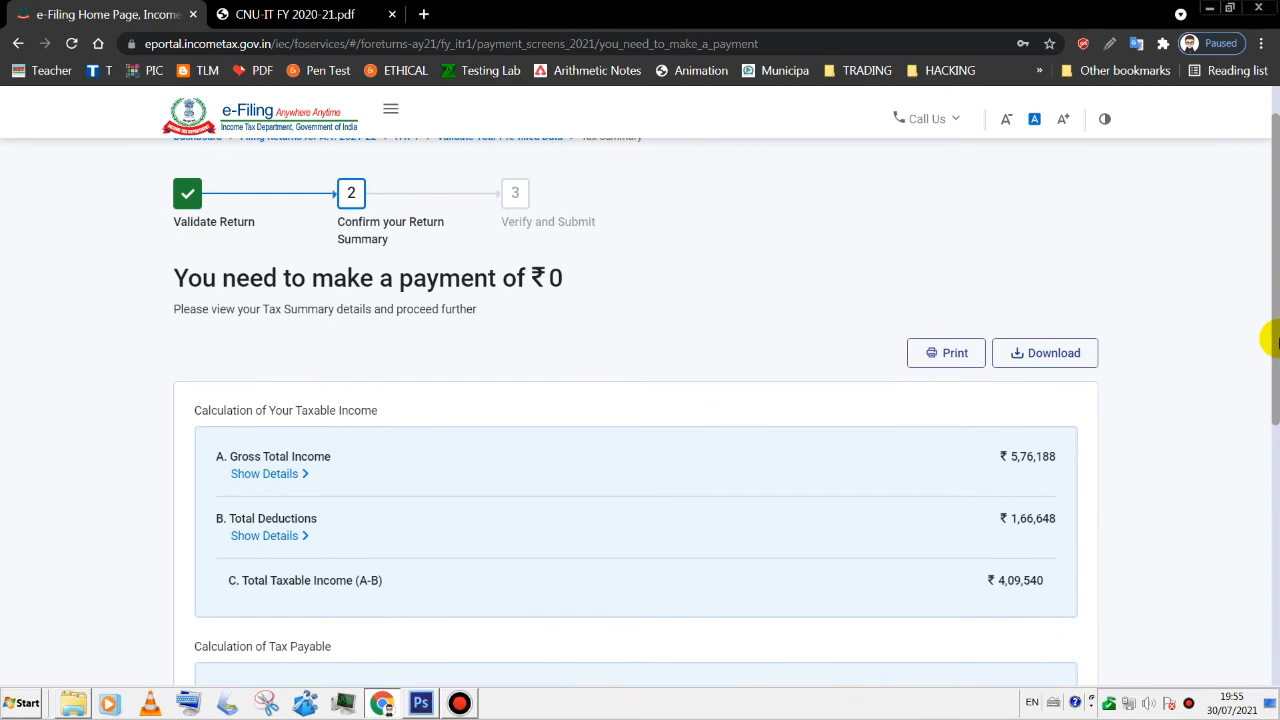 e-Filing Home Page, Income
CNU-IT FY 2020-21.pdf
eportal.incometax.gov.in/iec/foservices/#/foreturns-ay21/fy_itr1/payment_screens_2021/you_need_to_make_a_payment
Paused
Teacher
T
PIC
TLM
PDF
Pen Test
ETHICAL
Testing Lab
Arithmetic Notes
Animation
Municipa
TRADING
HACKING
»
Other bookmarks
Reading list
e-Filing Anywhere Anytime
Income Tax Department, Government of India
Call Us
A-
A
A+
Tax Summary
2
3
Validate Return
Confirm your Return
Summary
Verify and Submit
You need to make a payment of ₹ 0
Please view your Tax Summary details and proceed further
Print
Download
Calculation of Your Taxable Income
A. Gross Total Income
₹ 5,76,188
Show Details
B. Total Deductions
₹ 1,66,648
Show Details
C. Total Taxable Income (A-B)
₹ 4,09,540
Calculation of Tax Payable
Start
Ps
EN
19:55
30/07/2021